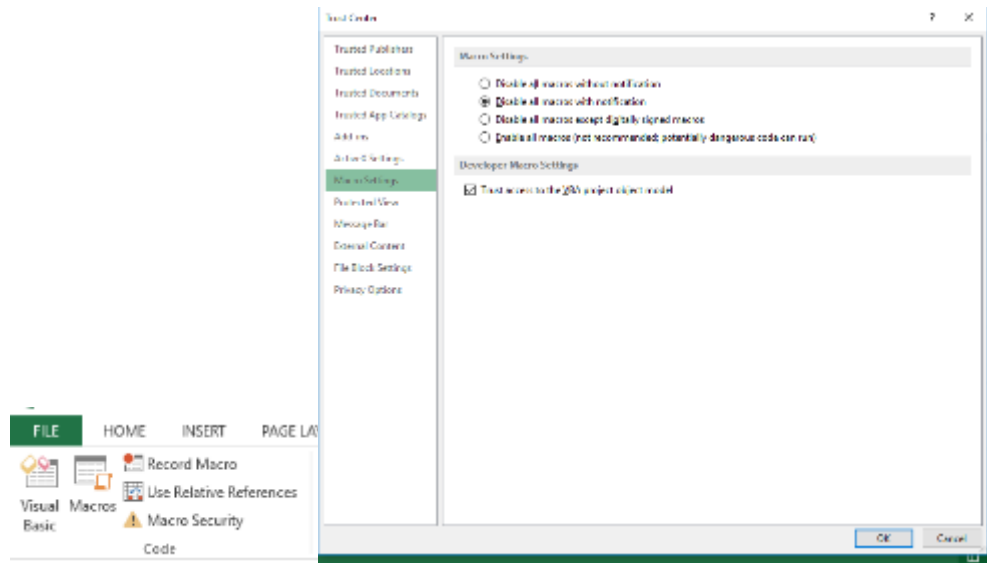 Trust Center
? X
Trusted Publishers
Trusted Locations
Trusted Documents
Trusted App Catalogs
Add-ins
ActiveX Settings
Macro Settings
Protected View
Message Bar
External Content
File Block Settings
Privacy Options
Macro Settings
Disable all macros without notification
Disable all macros with notification
Disable all macros except digitally signed macros
Enable all macros (not recommended; potentially dangerous code can run)
Developer Macro Settings
Trust access to the VBA project object model
OK Cancel
FILE HOME INSERT PAGE LA
Visual Basic
Macros
Record Macro
Use Relative References
Macro Security
Code